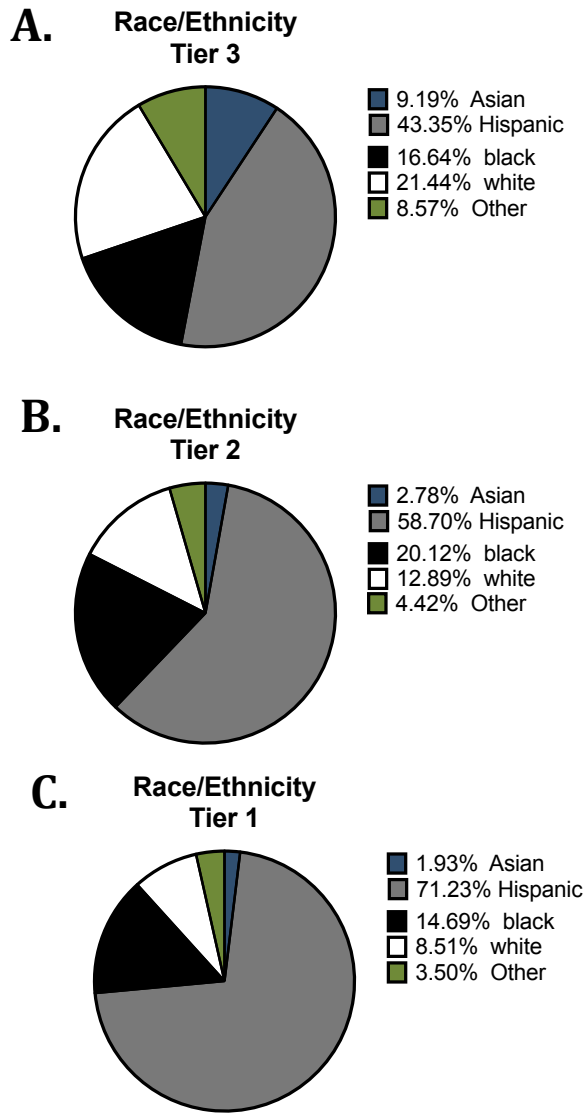 A.
Race/Ethnicity
Tier 3
9.19% Asian
43.35% Hispanic
16.64% black
21.44% white
8.57% Other
B.
Race/Ethnicity
Tier 2
2.78% Asian
58.70% Hispanic
20.12% black
12.89% white
4.42% Other
C.
Race/Ethnicity
Tier 1
1.93% Asian
71.23% Hispanic
14.69% black
8.51% white
3.50% Other